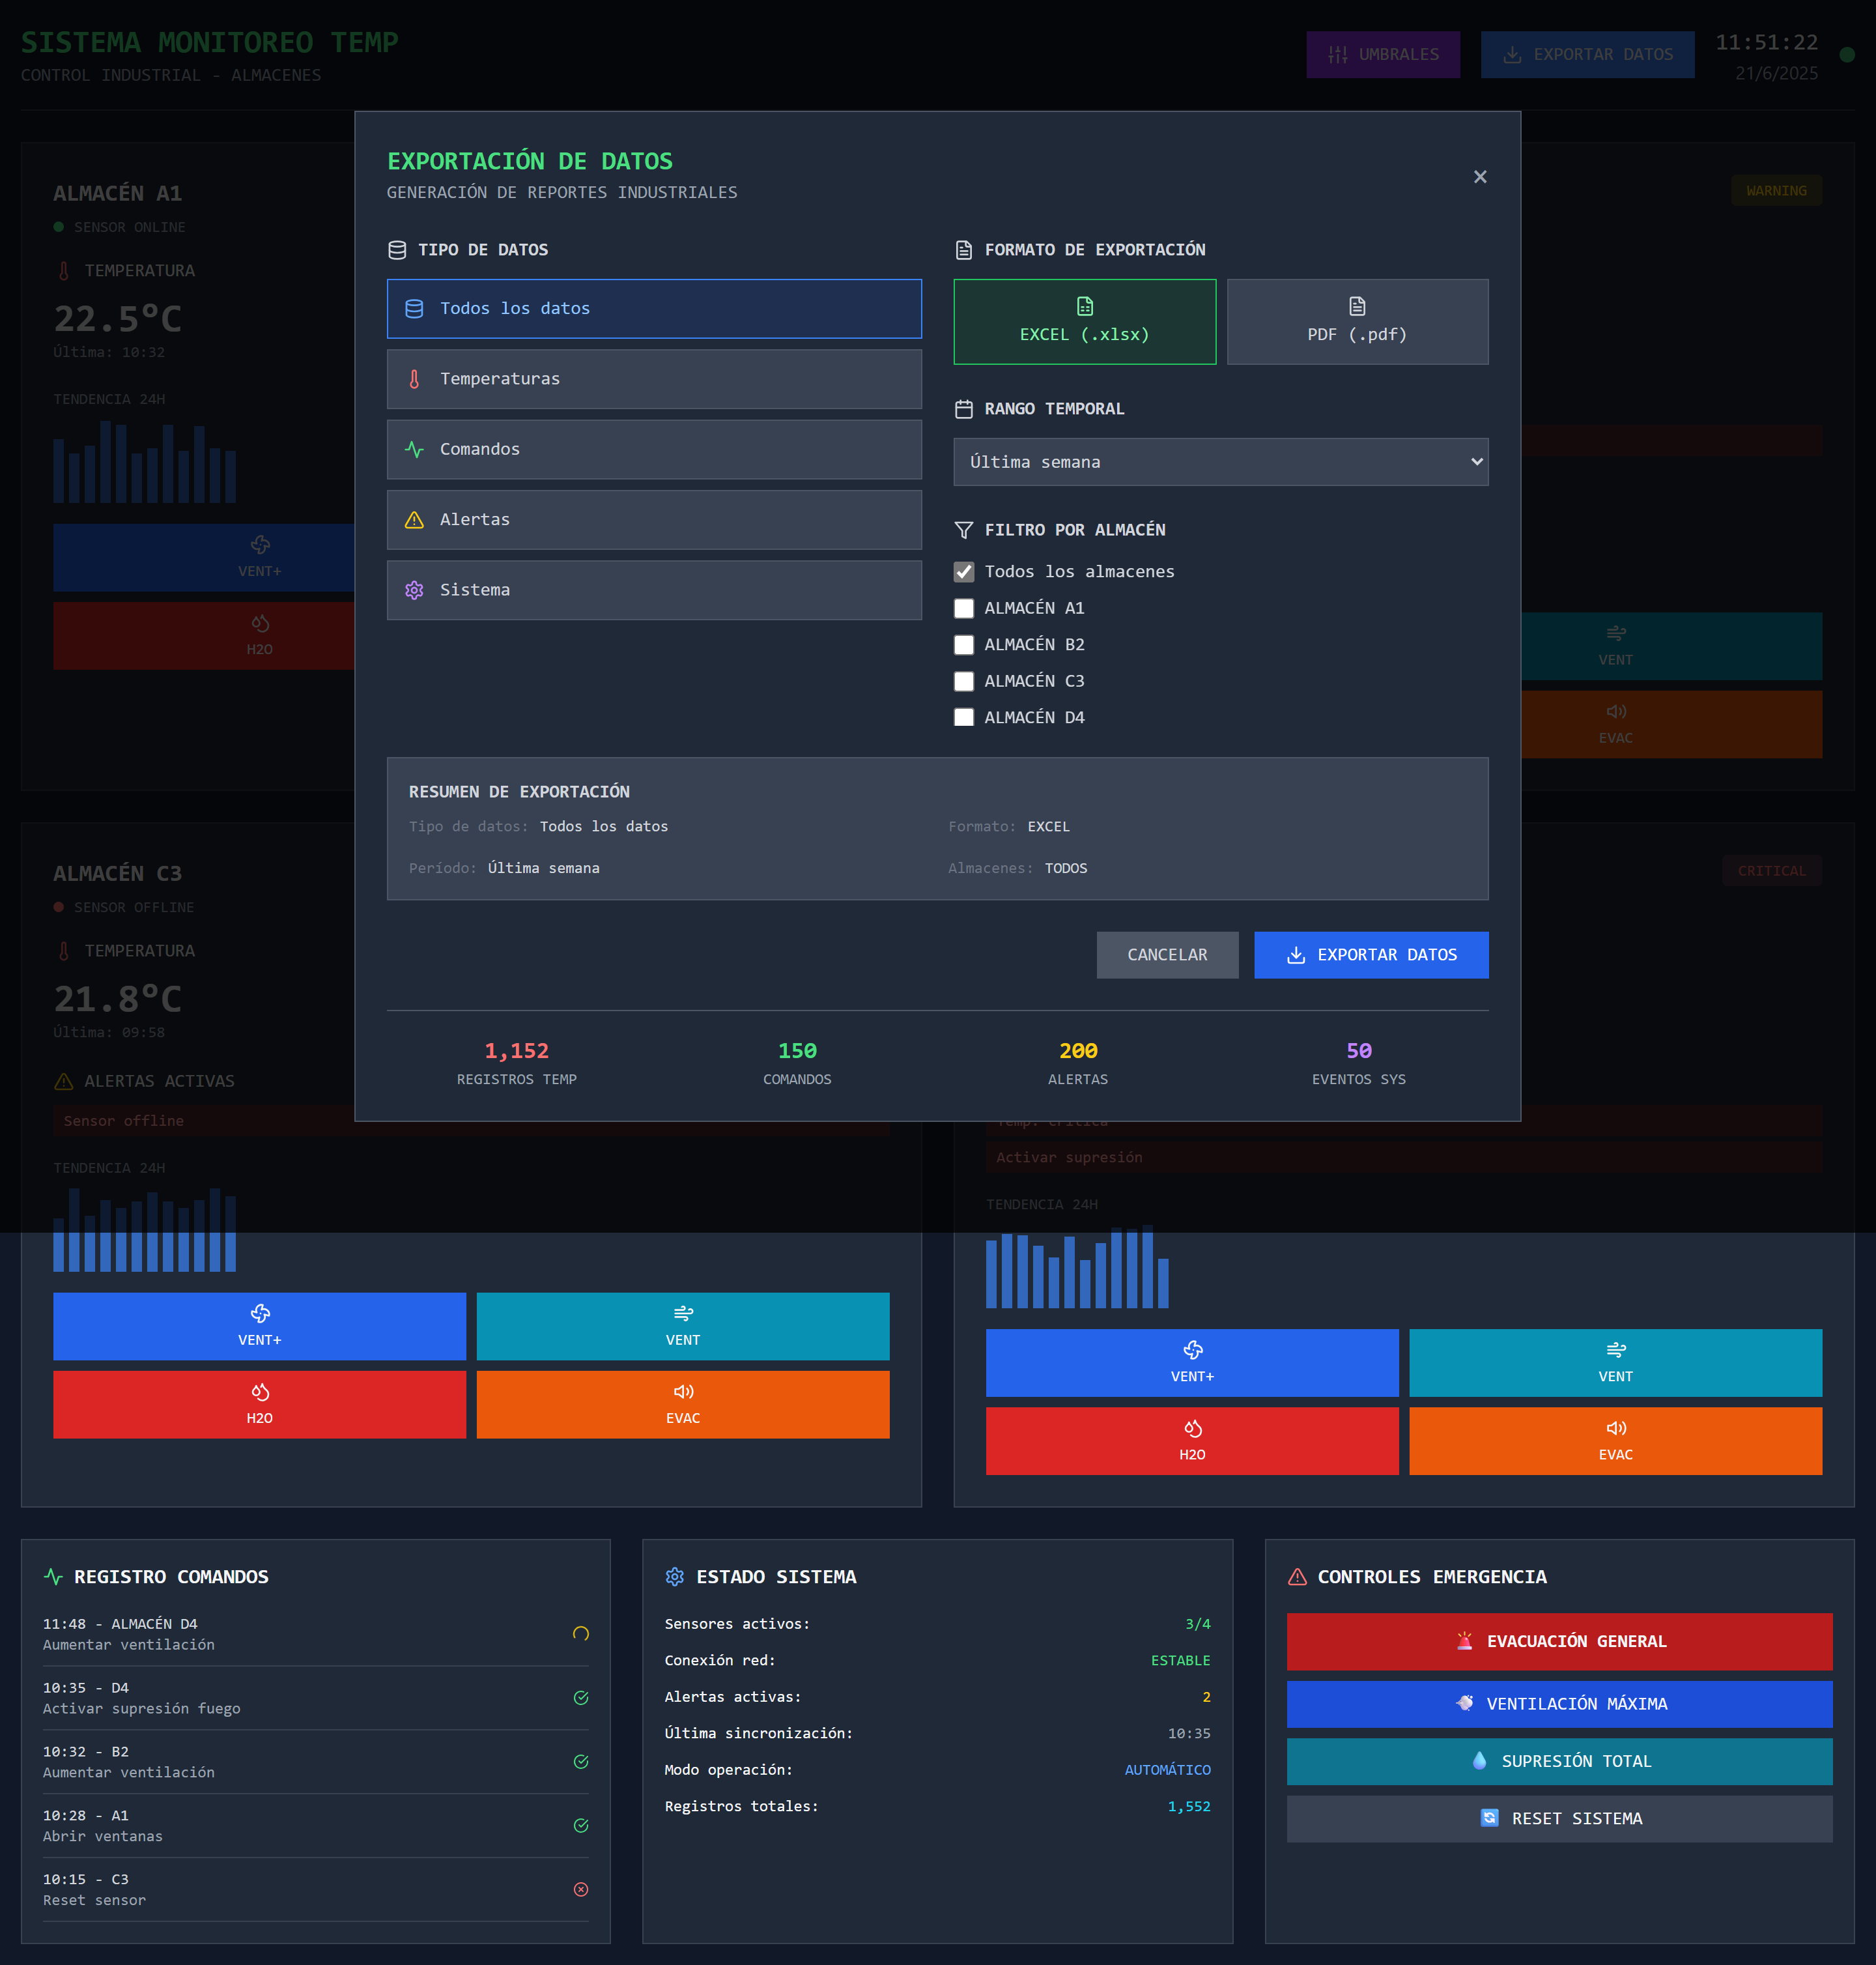 SISTEMA MONITOREO TEMP
CONTROL INDUSTRIAL - ALMACENES
UMBRALES
EXPORTAR DATOS
11:51:22
21/6/2025
ALMACÉN A1
SENSOR ONLINE
TEMPERATURA
22.5°C
Última: 10:32
TENDENCIA 24H
VENT+
H2O
WARNING
VENT
EVAC
EXPORTACIÓN DE DATOS
GENERACIÓN DE REPORTES INDUSTRIALES
×
TIPO DE DATOS
Todos los datos
Temperaturas
Comandos
Alertas
Sistema
FORMATO DE EXPORTACIÓN
EXCEL (.xlsx)
PDF (.pdf)
RANGO TEMPORAL
Última semana
FILTRO POR ALMACÉN
Todos los almacenes
ALMACÉN A1
ALMACÉN B2
ALMACÉN C3
ALMACÉN D4
RESUMEN DE EXPORTACIÓN
Tipo de datos: Todos los datos
Formato: EXCEL
Período: Última semana
Almacenes: TODOS
CANCELAR
EXPORTAR DATOS
1,152
REGISTROS TEMP
150
COMANDOS
200
ALERTAS
50
EVENTOS SYS
ALMACÉN C3
SENSOR OFFLINE
TEMPERATURA
21.8°C
Última: 09:58
ALERTAS ACTIVAS
Sensor offline
TENDENCIA 24H
VENT+
VENT
H2O
EVAC
CRITICAL
Temp. crítica
Activar supresión
TENDENCIA 24H
VENT+
VENT
H2O
EVAC
REGISTRO COMANDOS
11:48 - ALMACÉN D4
Aumentar ventilación
10:35 - D4
Activar supresión fuego
10:32 - B2
Aumentar ventilación
10:28 - A1
Abrir ventanas
10:15 - C3
Reset sensor
ESTADO SISTEMA
Sensores activos: 3/4
Conexión red: ESTABLE
Alertas activas: 2
Última sincronización: 10:35
Modo operación: AUTOMÁTICO
Registros totales: 1,552
CONTROLES EMERGENCIA
EVACUACIÓN GENERAL
VENTILACIÓN MÁXIMA
SUPRESIÓN TOTAL
RESET SISTEMA